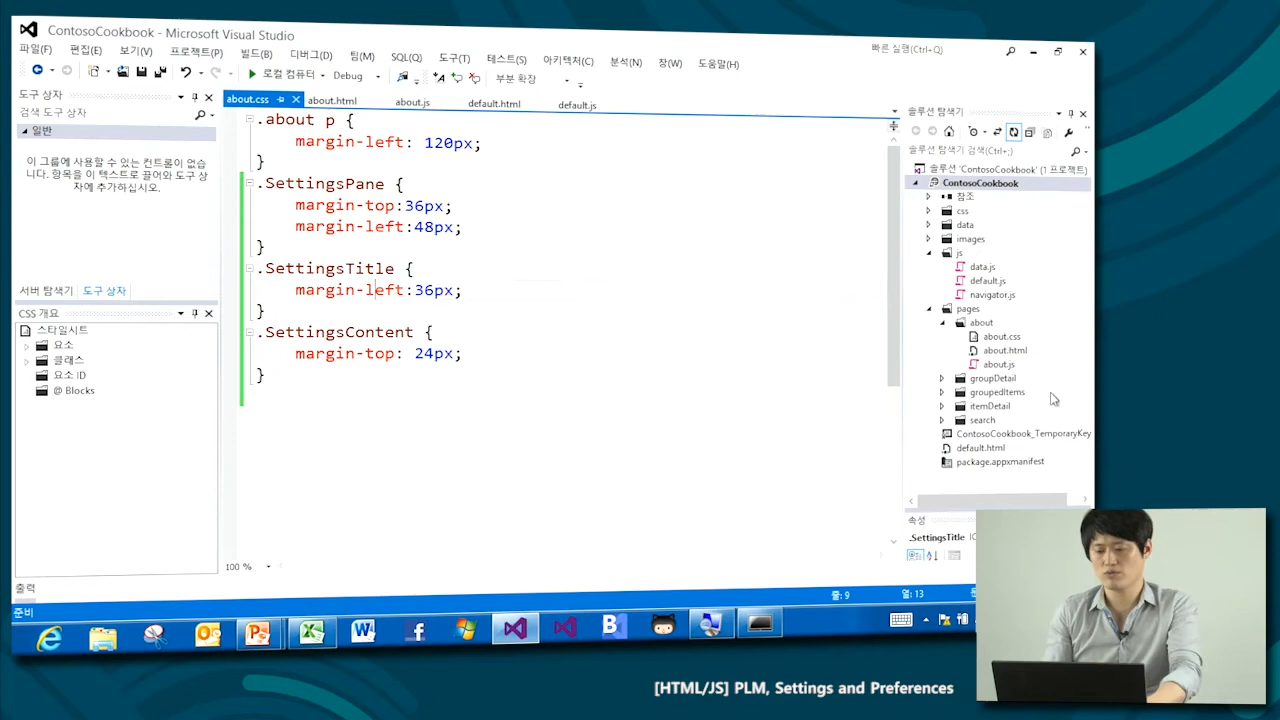 ContosoCookbook - Microsoft Visual Studio
빠른 실행(Ctrl+Q)
파일(F) 편집(E) 보기(V) 프로젝트(P) 빌드(B) 디버그(D) 팀(M) SQL(Q) 도구(T) 테스트(S) 아키텍처(C) 분석(N) 창(W) 도움말(H)
로컬 컴퓨터 Debug 부분 확장
도구 상자
검색 도구 상자
일반
이 그룹에 사용할 수 있는 컨트롤이 없습
니다. 항목을 이 텍스트로 끌어와 도구 상
자에 추가하십시오.
서버 탐색기 도구 상자
CSS 개요
스타일시트
요소
클래스
요소 ID
@ Blocks
출력
준비
about.css about.html about.js default.html default.js
.about p {
margin-left: 120px;
}
.SettingsPane {
margin-top:36px;
margin-left:48px;
}
.SettingsTitle {
margin-left:36px;
}
.SettingsContent {
margin-top: 24px;
}
100 %
줄: 9 열: 13
솔루션 탐색기
솔루션 탐색기 검색(Ctrl+;)
솔루션 'ContosoCookbook' (1 프로젝트)
ContosoCookbook
참조
css
data
images
js
data.js
default.js
navigator.js
pages
about
about.css
about.html
about.js
groupDetail
groupedItems
itemDetail
search
ContosoCookbook_TemporaryKey
default.html
package.appxmanifest
속성
.SettingsTitle
[HTML/JS] PLM, Settings and Preferences